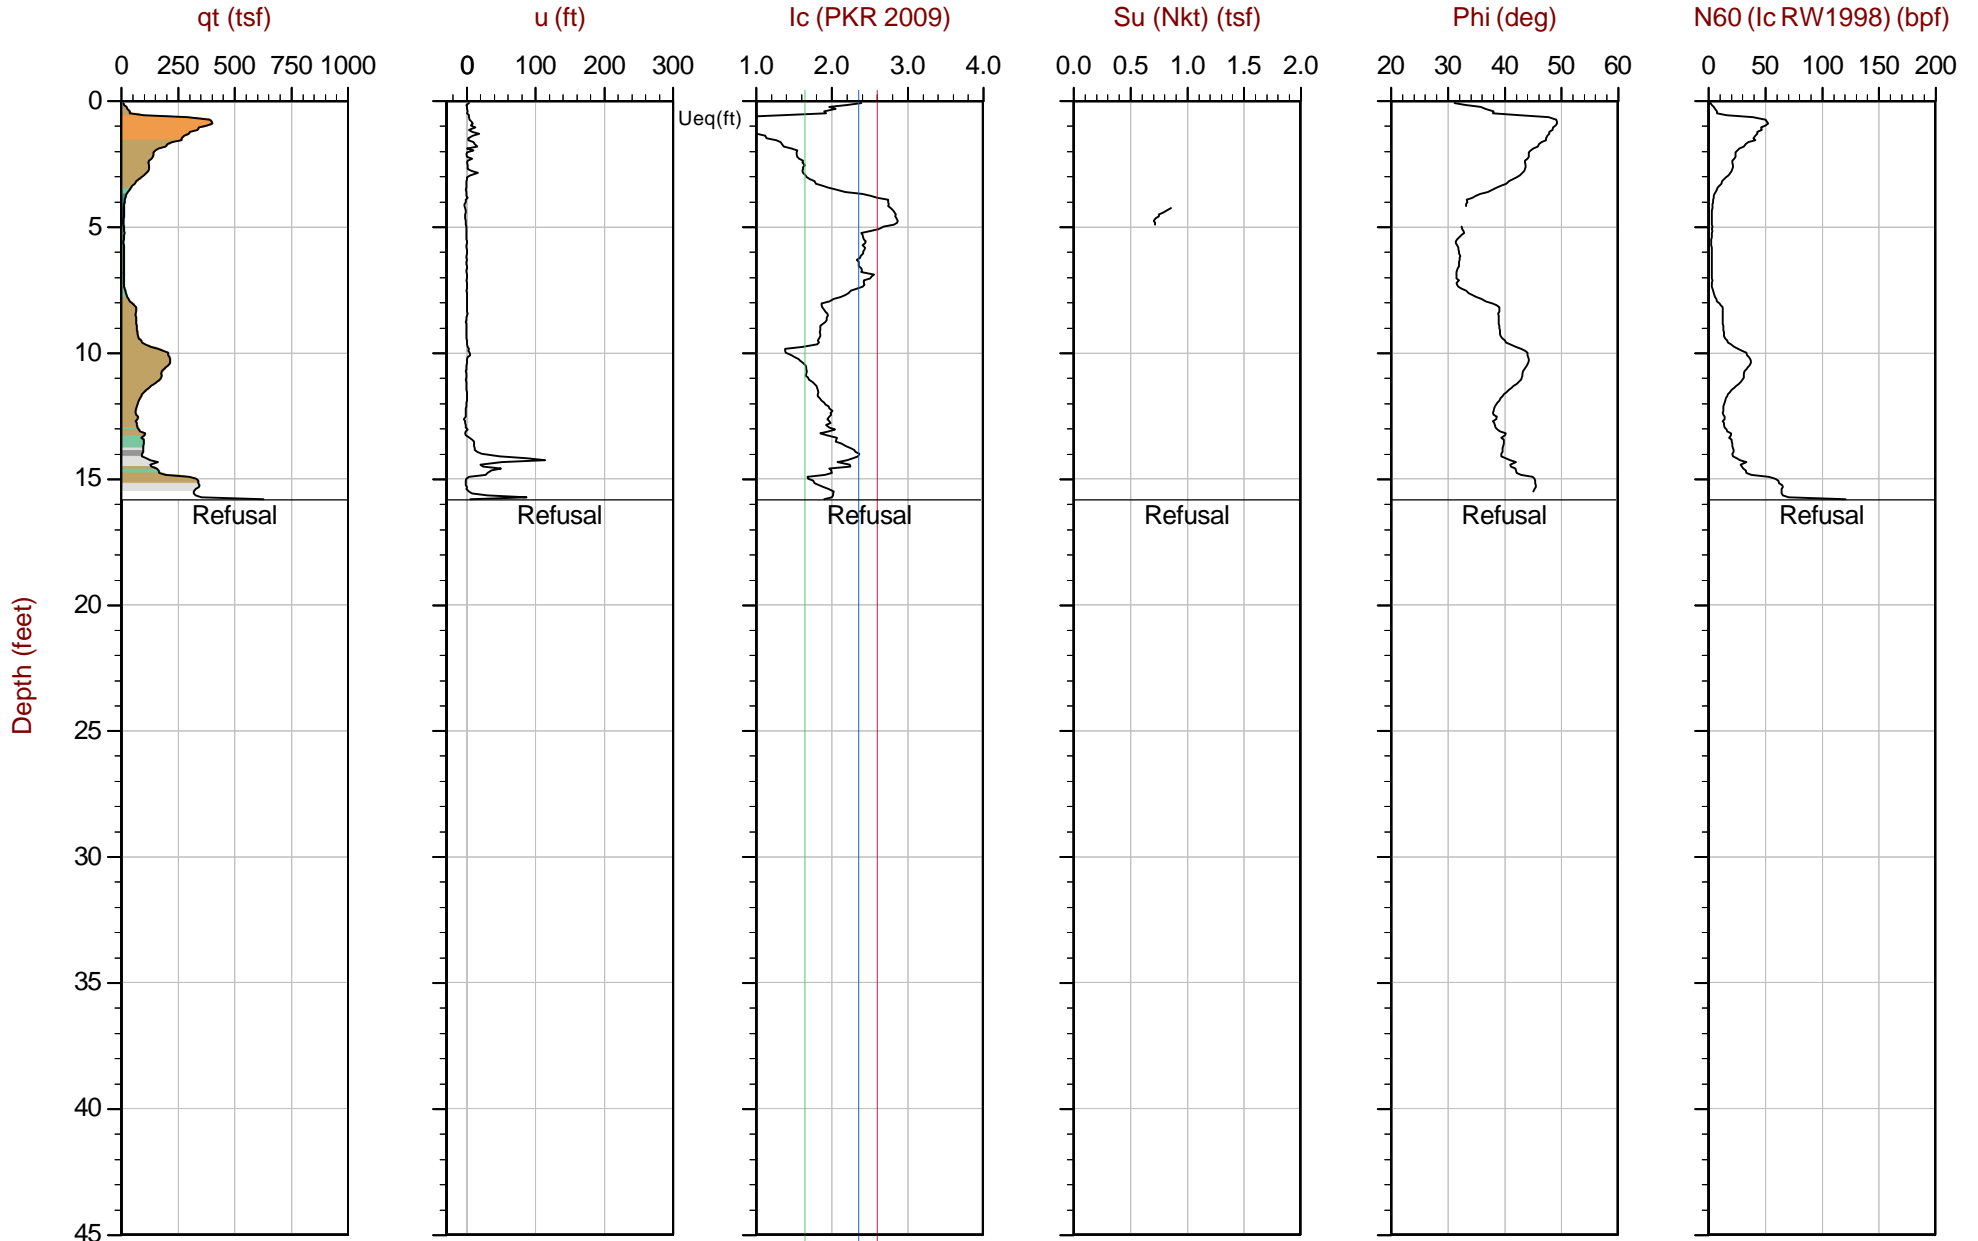 qt (tsf) u (ft) Ic (PKR 2009) Su (Nkt) (tsf) Phi (deg) N60 (Ic RW1998) (bpf)
0 250 500 750 1000 0 100 200 300 1.0 2.0 3.0 4.0 0.0 0.5 1.0 1.5 2.0 20 30 40 50 60 0 50 100 150 200
0
Ueq(ft)
5
10
15
Refusal Refusal Refusal Refusal Refusal Refusal
20
Depth (feet)
25
30
35
40
45